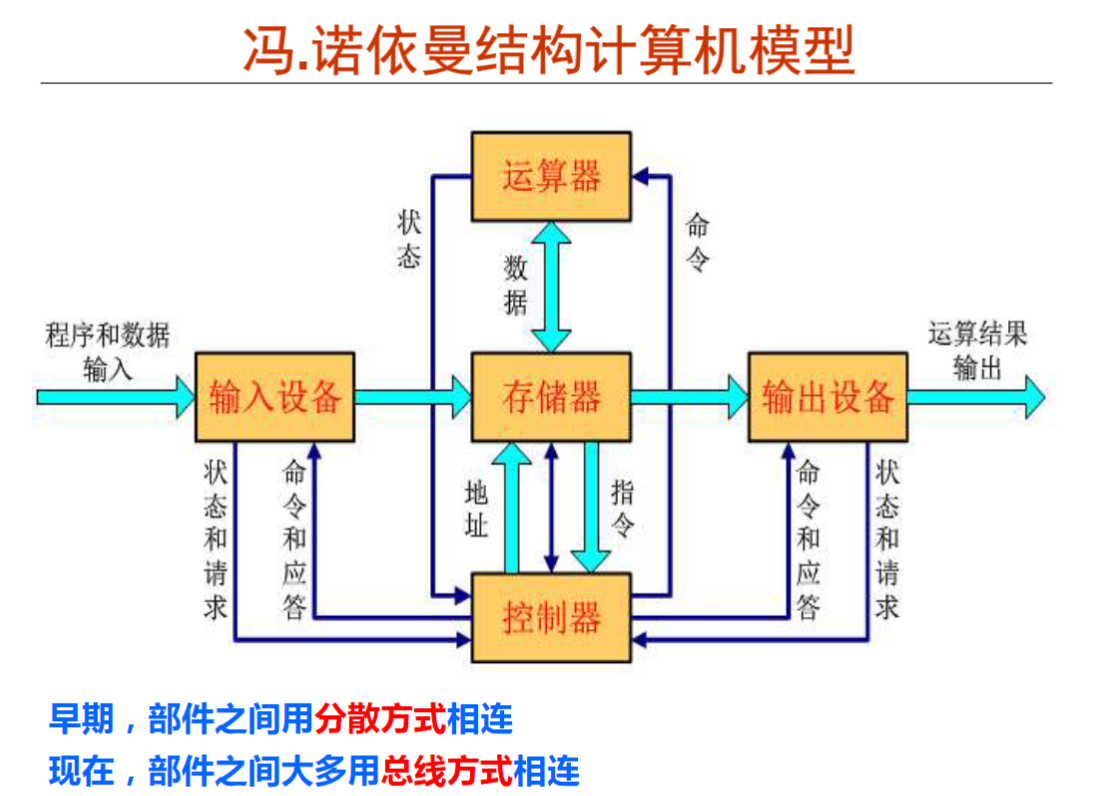 冯.诺依曼结构计算机模型
运算器
状态
命令
数据
程序和数据
输入
运算结果
输出
输入设备
存储器
输出设备
状态和请求
命令和应答
地址
指令
命令和应答
状态和请求
控制器
早期，部件之间用分散方式相连
现在，部件之间大多用总线方式相连